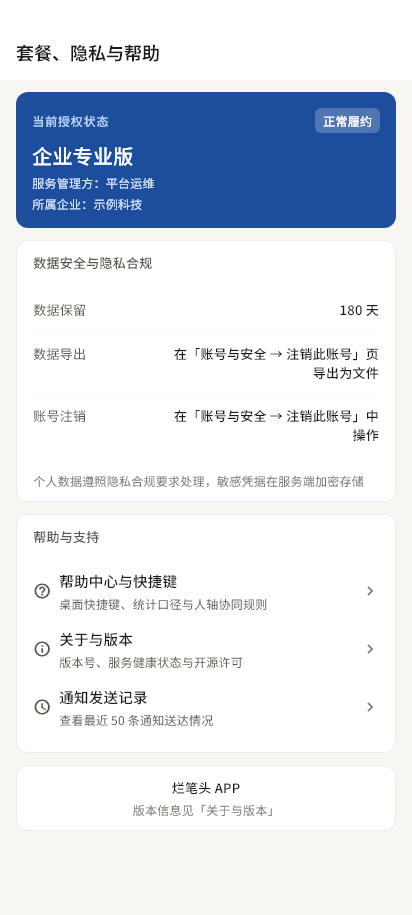 套餐、隐私与帮助
当前授权状态
正常履约
企业专业版
服务管理方：平台运维
所属企业：示例科技
数据安全与隐私合规
数据保留
180 天
数据导出
在「账号与安全 → 注销此账号」页
导出为文件
账号注销
在「账号与安全 → 注销此账号」中
操作
个人数据遵照隐私合规要求处理，敏感凭据在服务端加密存储
帮助与支持
帮助中心与快捷键
桌面快捷键、统计口径与人轴协同规则
关于与版本
版本号、服务健康状态与开源许可
通知发送记录
查看最近 50 条通知送达情况
烂笔头 APP
版本信息见「关于与版本」